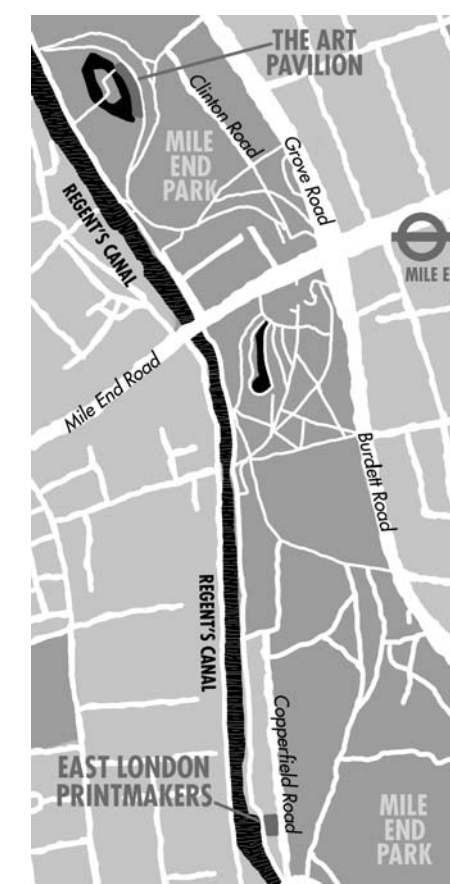 THE ART
PAVILION
Clinton Road
MILE
END
PARK
Grove Road
REGENT'S CANAL
MILE E
Mile End Road
Burdett Road
REGENT'S CANAL
EAST LONDON
PRINTMAKERS
Copperfield Road
MILE
END
PARK